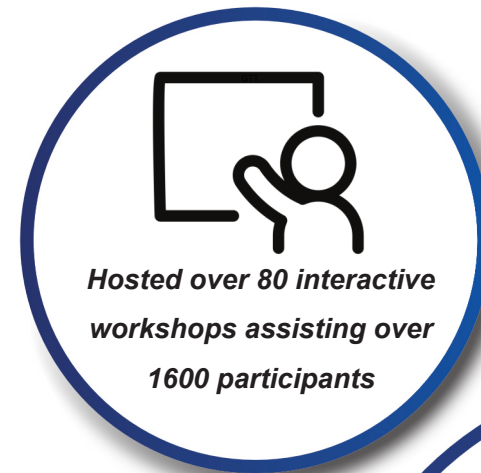 Hosted over 80 interactive
workshops assisting over
1600 participants